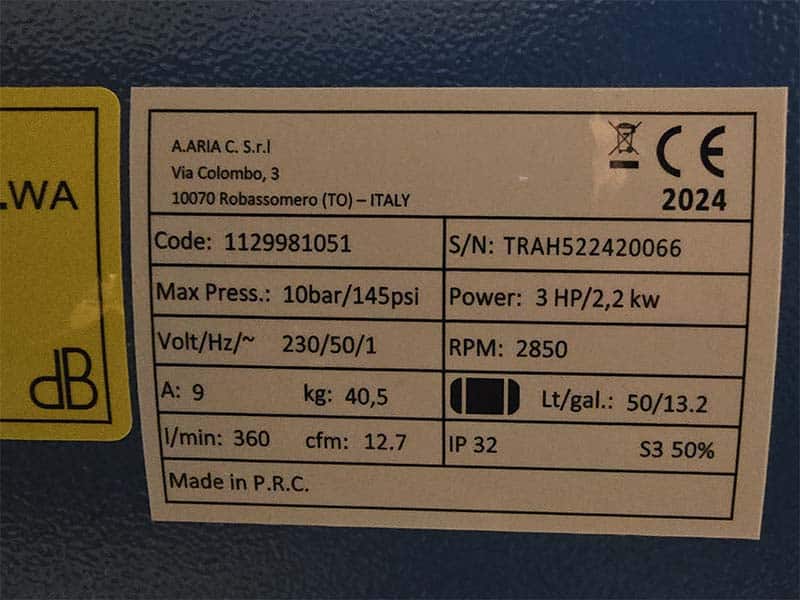 .WA
dB
A.ARIA C. S.r.l
Via Colombo, 3
10070 Robassomero (TO) – ITALY
CE
2024
Code: 1129981051
S/N: TRAH522420066
Max Press.: 10bar/145psi
Power: 3 HP/2,2 kw
Volt/Hz/~ 230/50/1
RPM: 2850
A: 9 kg: 40,5
Lt/gal.: 50/13.2
l/min: 360 cfm: 12.7
IP 32 S3 50%
Made in P.R.C.